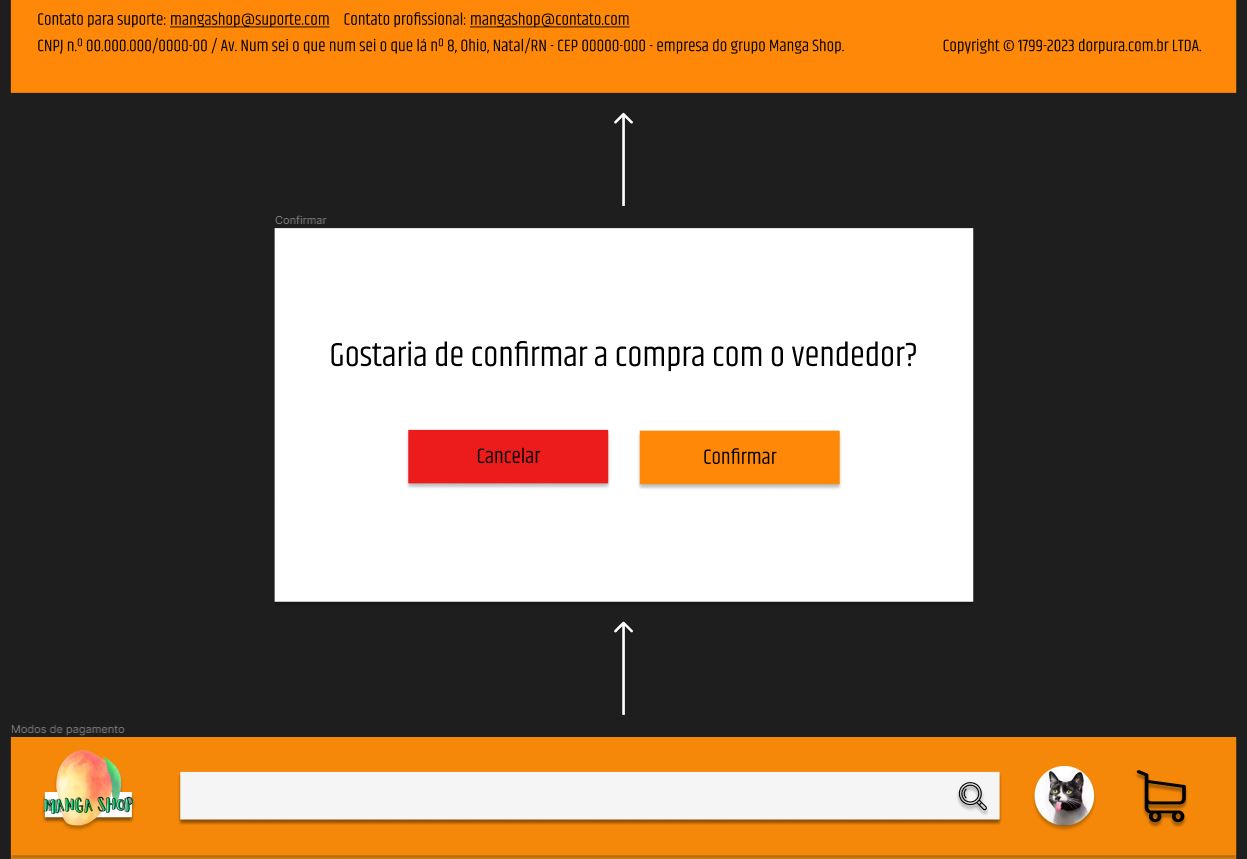 Contato para suporte: mangashop@suporte.com Contato profissional: mangashop@contato.com
CNPJ n.º 00.000.000/0000-00 / Av. Num sei o que num sei o que lá nº 8, Ohio, Natal/RN - CEP 00000-000 - empresa do grupo Manga Shop. Copyright © 1799-2023 dorpura.com.br LTDA.
Confirmar
Gostaria de confirmar a compra com o vendedor?
Cancelar Confirmar
Modos de pagamento
MANGA SHOP